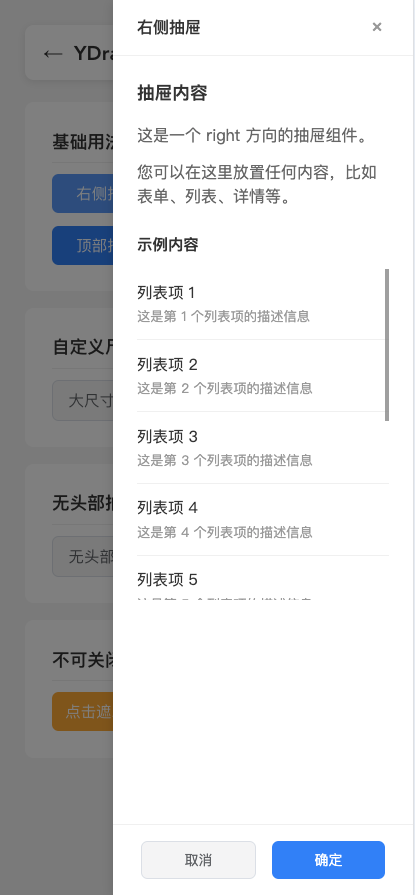 右侧抽屉
×
← YDra
抽屉内容
基础用法
这是一个 right 方向的抽屉组件。
您可以在这里放置任何内容，比如
表单、列表、详情等。
右侧抽
顶部抽
示例内容
列表项 1
这是第 1 个列表项的描述信息
自定义尺
列表项 2
这是第 2 个列表项的描述信息
大尺寸
列表项 3
这是第 3 个列表项的描述信息
无头部抽
列表项 4
这是第 4 个列表项的描述信息
无头部
列表项 5
不可关闭
点击遮
取消
确定